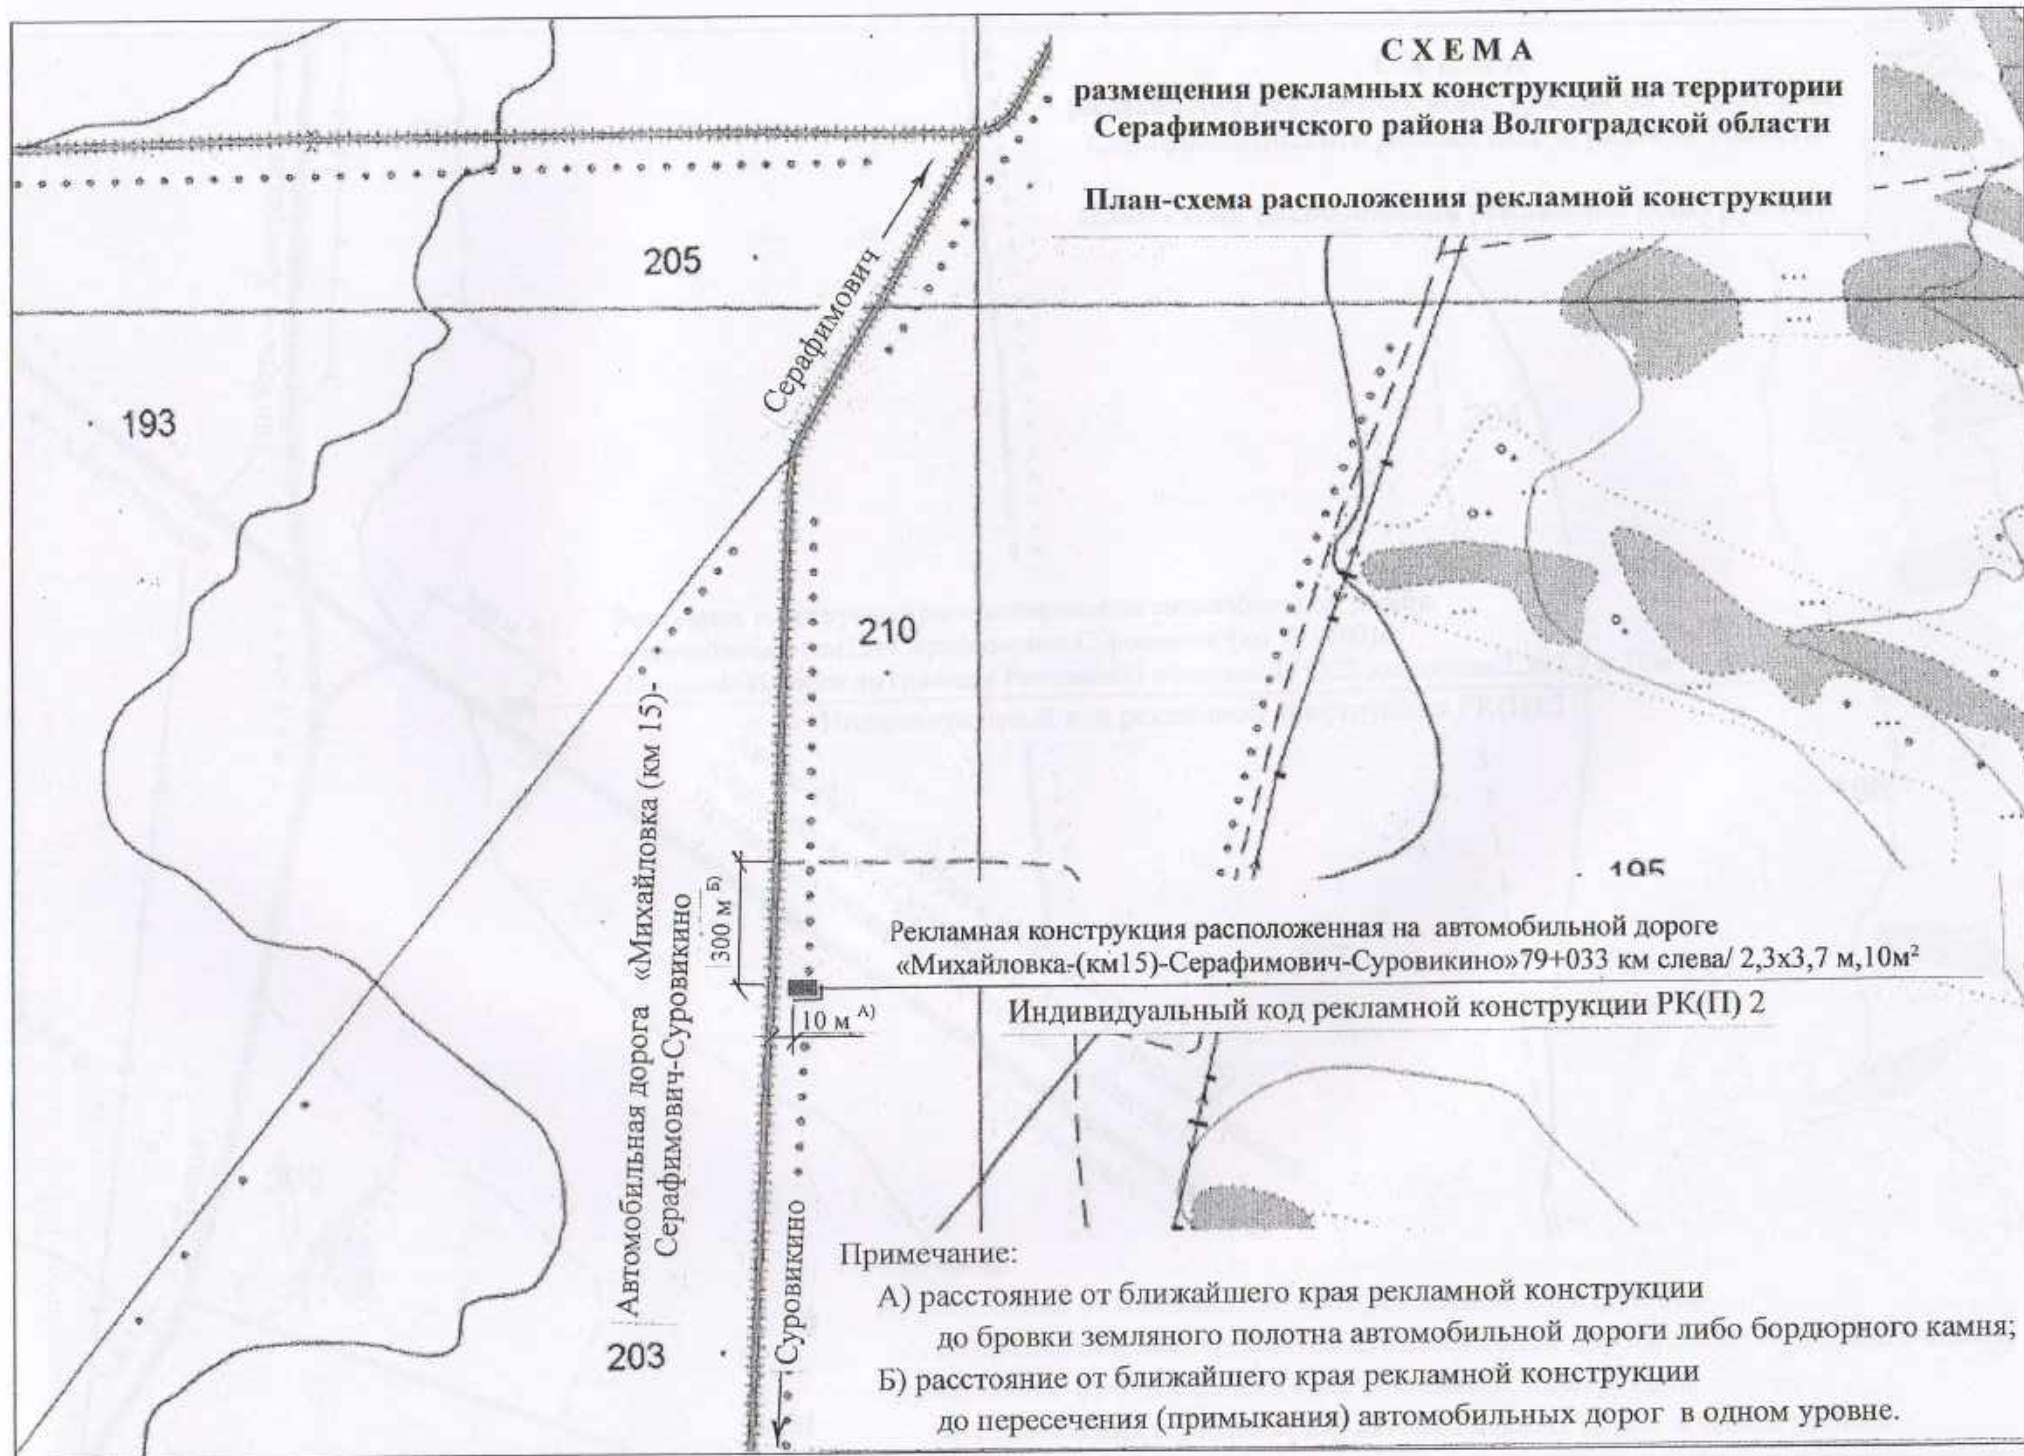 СХЕМА
размещения рекламных конструкций на территории
Серафимовичского района Волгоградской области
План-схема расположения рекламной конструкции
205
Серафимович
193
210
Автомобильная дорога «Михайловка (км 15)-
Серафимович-Суровикино
300 м Б)
195
Рекламная конструкция расположенная на автомобильной дороге
«Михайловка-(км15)-Серафимович-Суровикино»79+033 км слева/ 2,3х3,7 м,10м²
10 м А)
Индивидуальный код рекламной конструкции РК(П) 2
Суровикино
203
Примечание:
А) расстояние от ближайшего края рекламной конструкции
до бровки земляного полотна автомобильной дороги либо бордюрного камня;
Б) расстояние от ближайшего края рекламной конструкции
до пересечения (примыкания) автомобильных дорог в одном уровне.